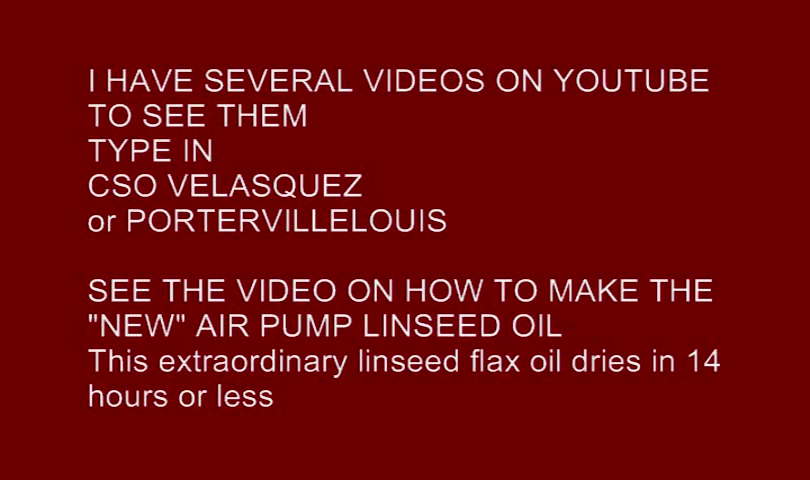 I HAVE SEVERAL VIDEOS ON YOUTUBE
TO SEE THEM
TYPE IN
CSO VELASQUEZ
or PORTERVILLELOUIS
SEE THE VIDEO ON HOW TO MAKE THE
"NEW" AIR PUMP LINSEED OIL
This extraordinary linseed flax oil dries in 14
hours or less